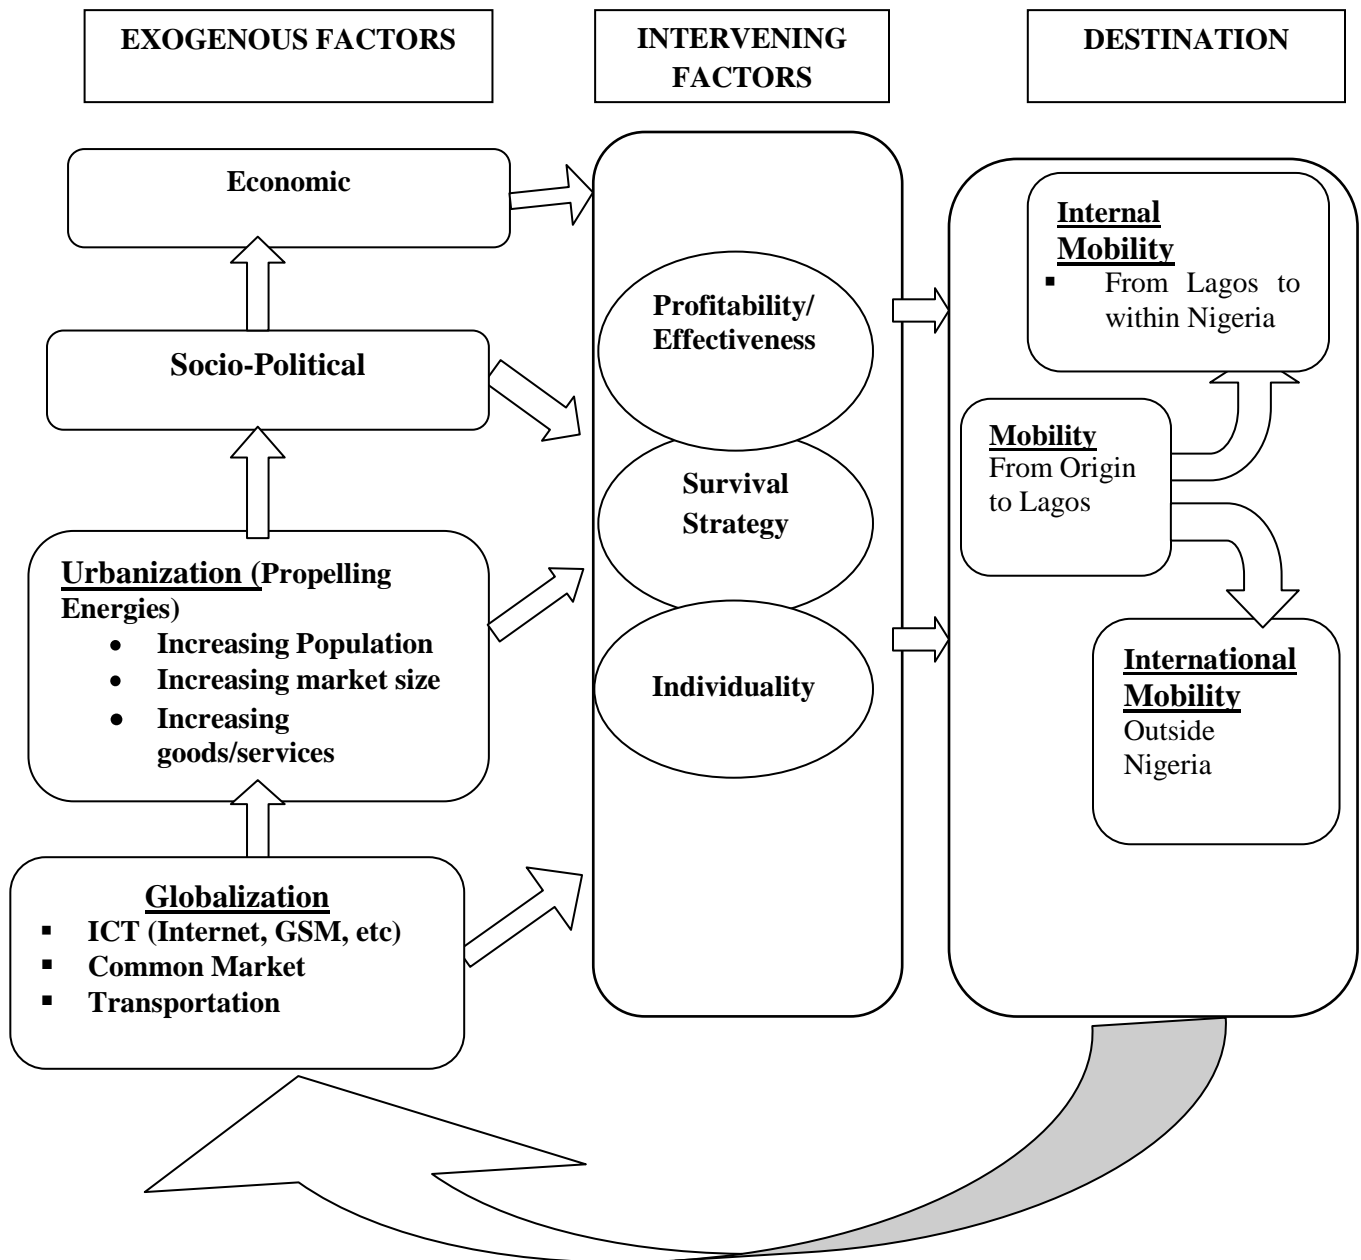 EXOGENOUS FACTORS
INTERVENING
FACTORS
DESTINATION
Economic
Socio-Political
Urbanization (Propelling
Energies)
• Increasing Population
• Increasing market size
• Increasing
goods/services
Globalization
▪ ICT (Internet, GSM, etc)
▪ Common Market
▪ Transportation
Profitability/
Effectiveness
Survival
Strategy
Individuality
Internal
Mobility
▪ From Lagos to
within Nigeria
Mobility
From Origin
to Lagos
International
Mobility
Outside
Nigeria